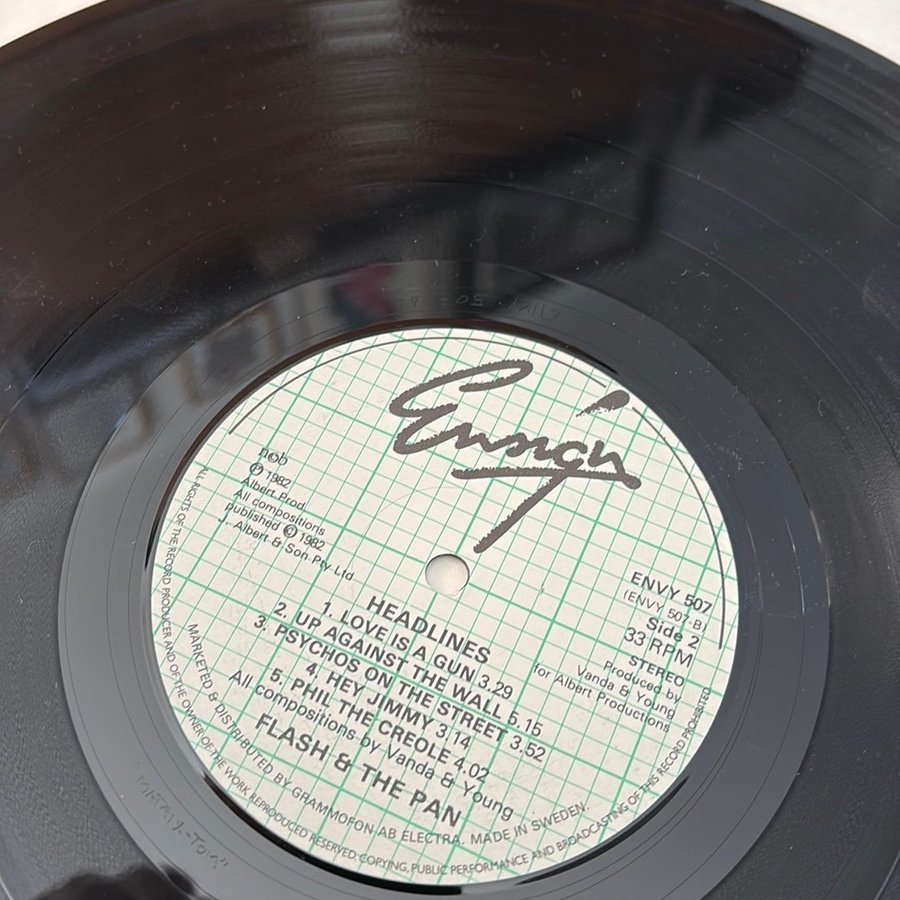 Ensign
n©b
℗ 1982
Albert Prod.
All compositions
published © 1982
J. Albert & Son Pty Ltd
ENVY 507
(ENVY 507-B)
Side 2
33 RPM
STEREO
Produced by
Vanda & Young
for Albert Productions
HEADLINES
1. LOVE IS A GUN 3.29
2. UP AGAINST THE WALL 5.15
3. PSYCHOS ON THE STREET 3.52
4. HEY JIMMY 3.14
5. PHIL THE CREOLE 4.02
All compositions by Vanda & Young
FLASH & THE PAN
MARKETED & DISTRIBUTED BY GRAMMOFON AB ELECTRA. MADE IN SWEDEN.
ALL RIGHTS OF THE RECORD PRODUCER AND OF THE OWNER OF THE WORK REPRODUCED RESERVED. COPYING, PUBLIC PERFORMANCE AND BROADCASTING OF THIS RECORD PROHIBITED
"MATRIX-TOM"